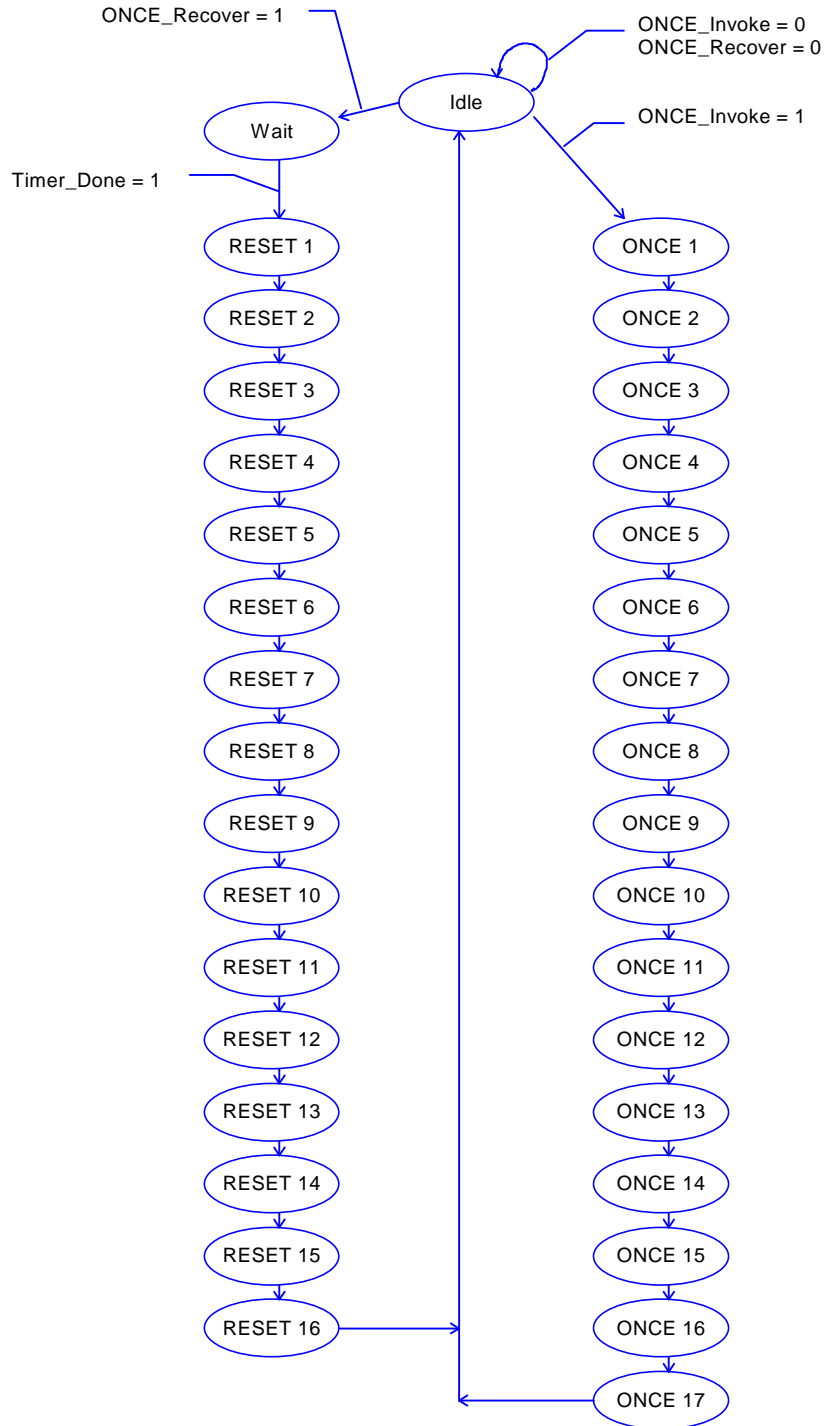 ONCE_Recover = 1
ONCE_Invoke = 0
ONCE_Recover = 0
Idle
ONCE_Invoke = 1
Wait
Timer_Done = 1
RESET 1
RESET 2
RESET 3
RESET 4
RESET 5
RESET 6
RESET 7
RESET 8
RESET 9
RESET 10
RESET 11
RESET 12
RESET 13
RESET 14
RESET 15
RESET 16
ONCE 1
ONCE 2
ONCE 3
ONCE 4
ONCE 5
ONCE 6
ONCE 7
ONCE 8
ONCE 9
ONCE 10
ONCE 11
ONCE 12
ONCE 13
ONCE 14
ONCE 15
ONCE 16
ONCE 17